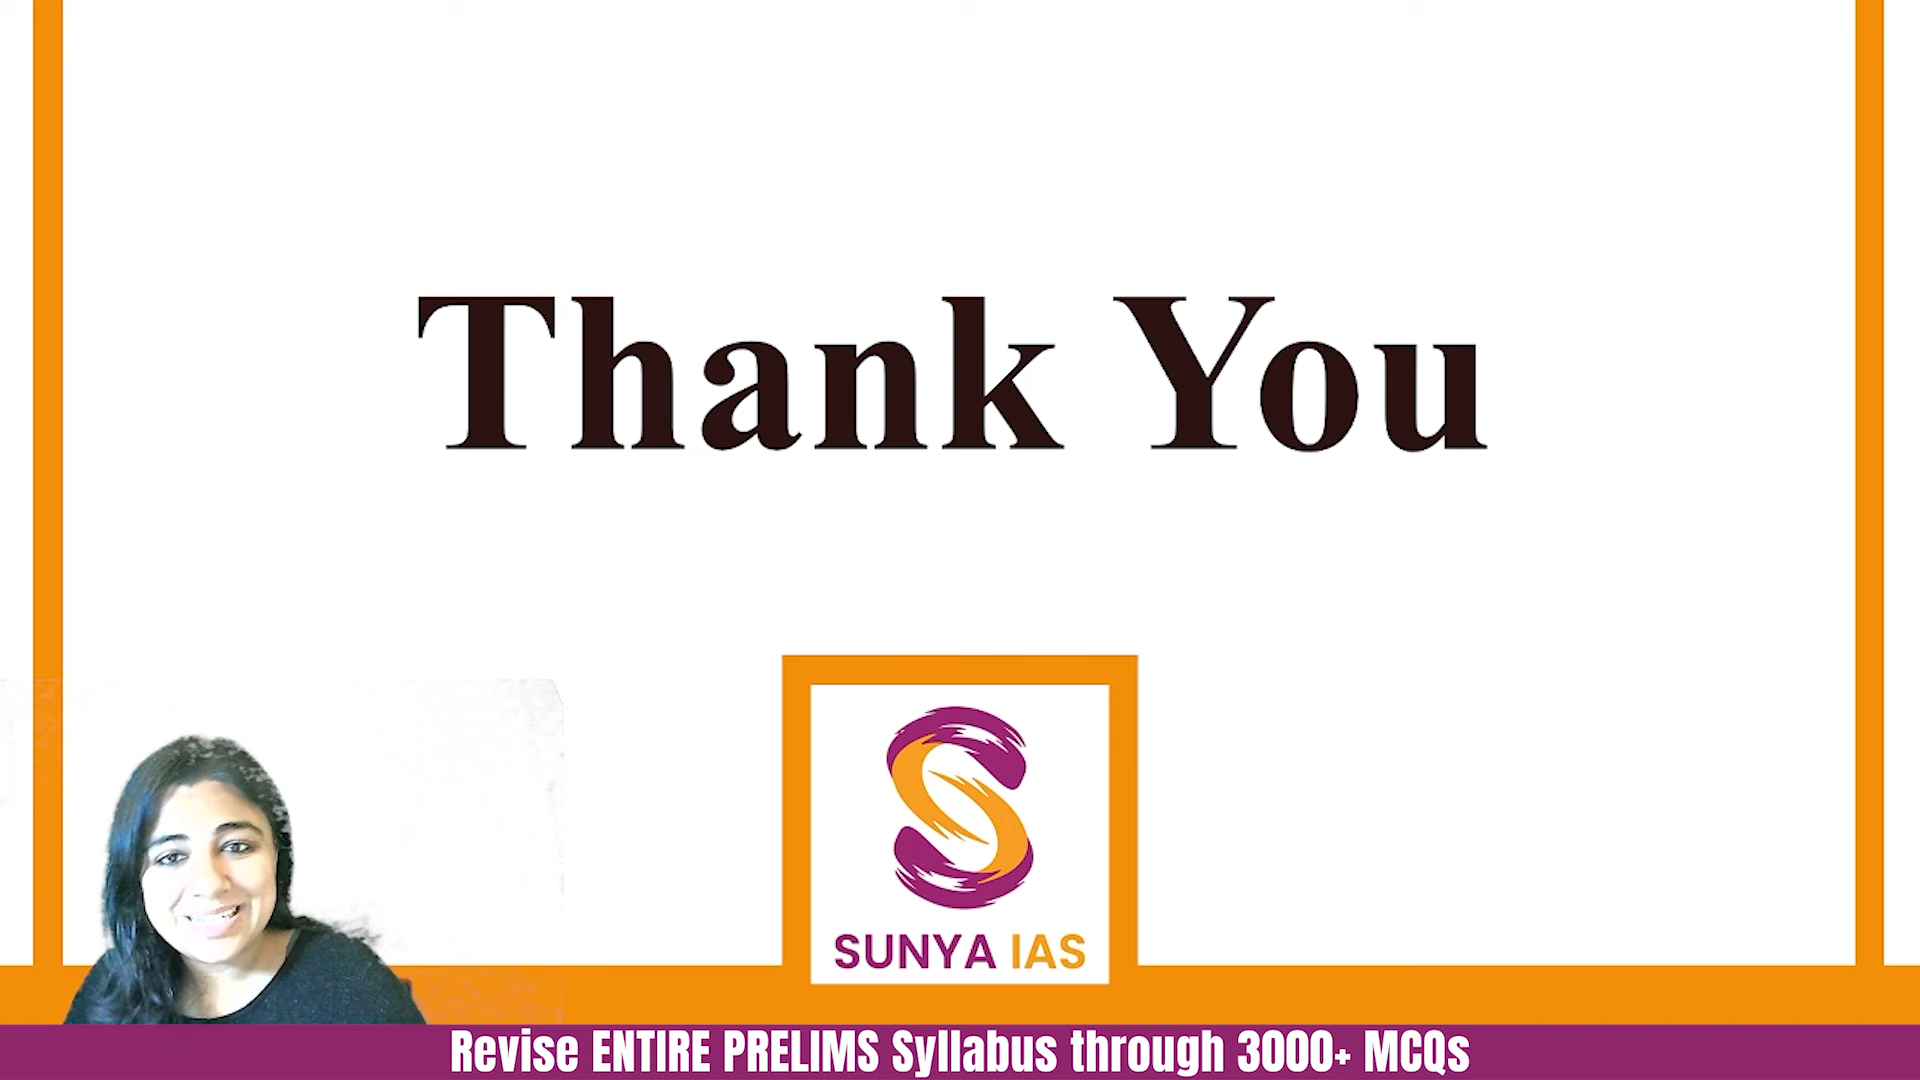 Thank You
SUNYA IAS
Revise ENTIRE PRELIMS Syllabus through 3000+ MCQs